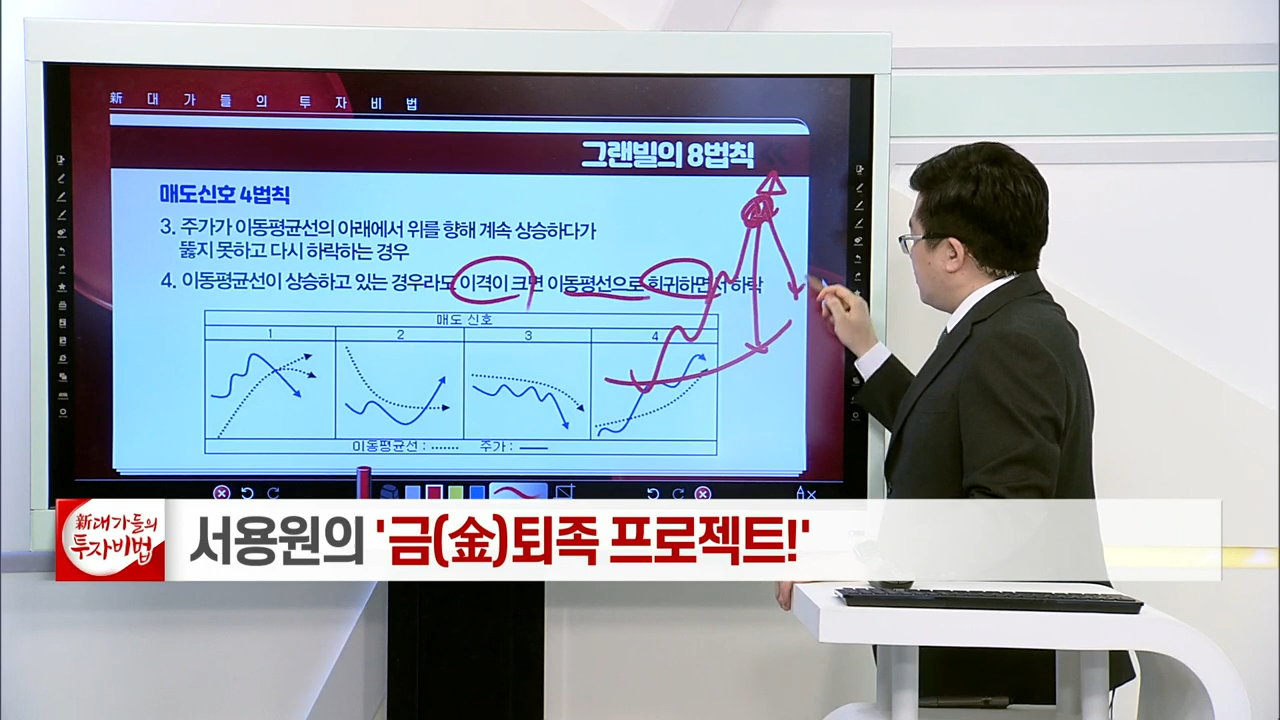 新 대 가 들 의 투 자 비 법
그랜빌의 8법칙
매도신호 4법칙
3. 주가가 이동평균선의 아래에서 위를 향해 계속 상승하다가
뚫지 못하고 다시 하락하는 경우
4. 이동평균선이 상승하고 있는 경우라도 이격이 크면 이동평선으로 회귀하면서 하락
매도 신호
1 2 3 4
이동평균선 : 주가 :
新대가들의
투자비법
서용원의 '금(金)퇴족 프로젝트!'